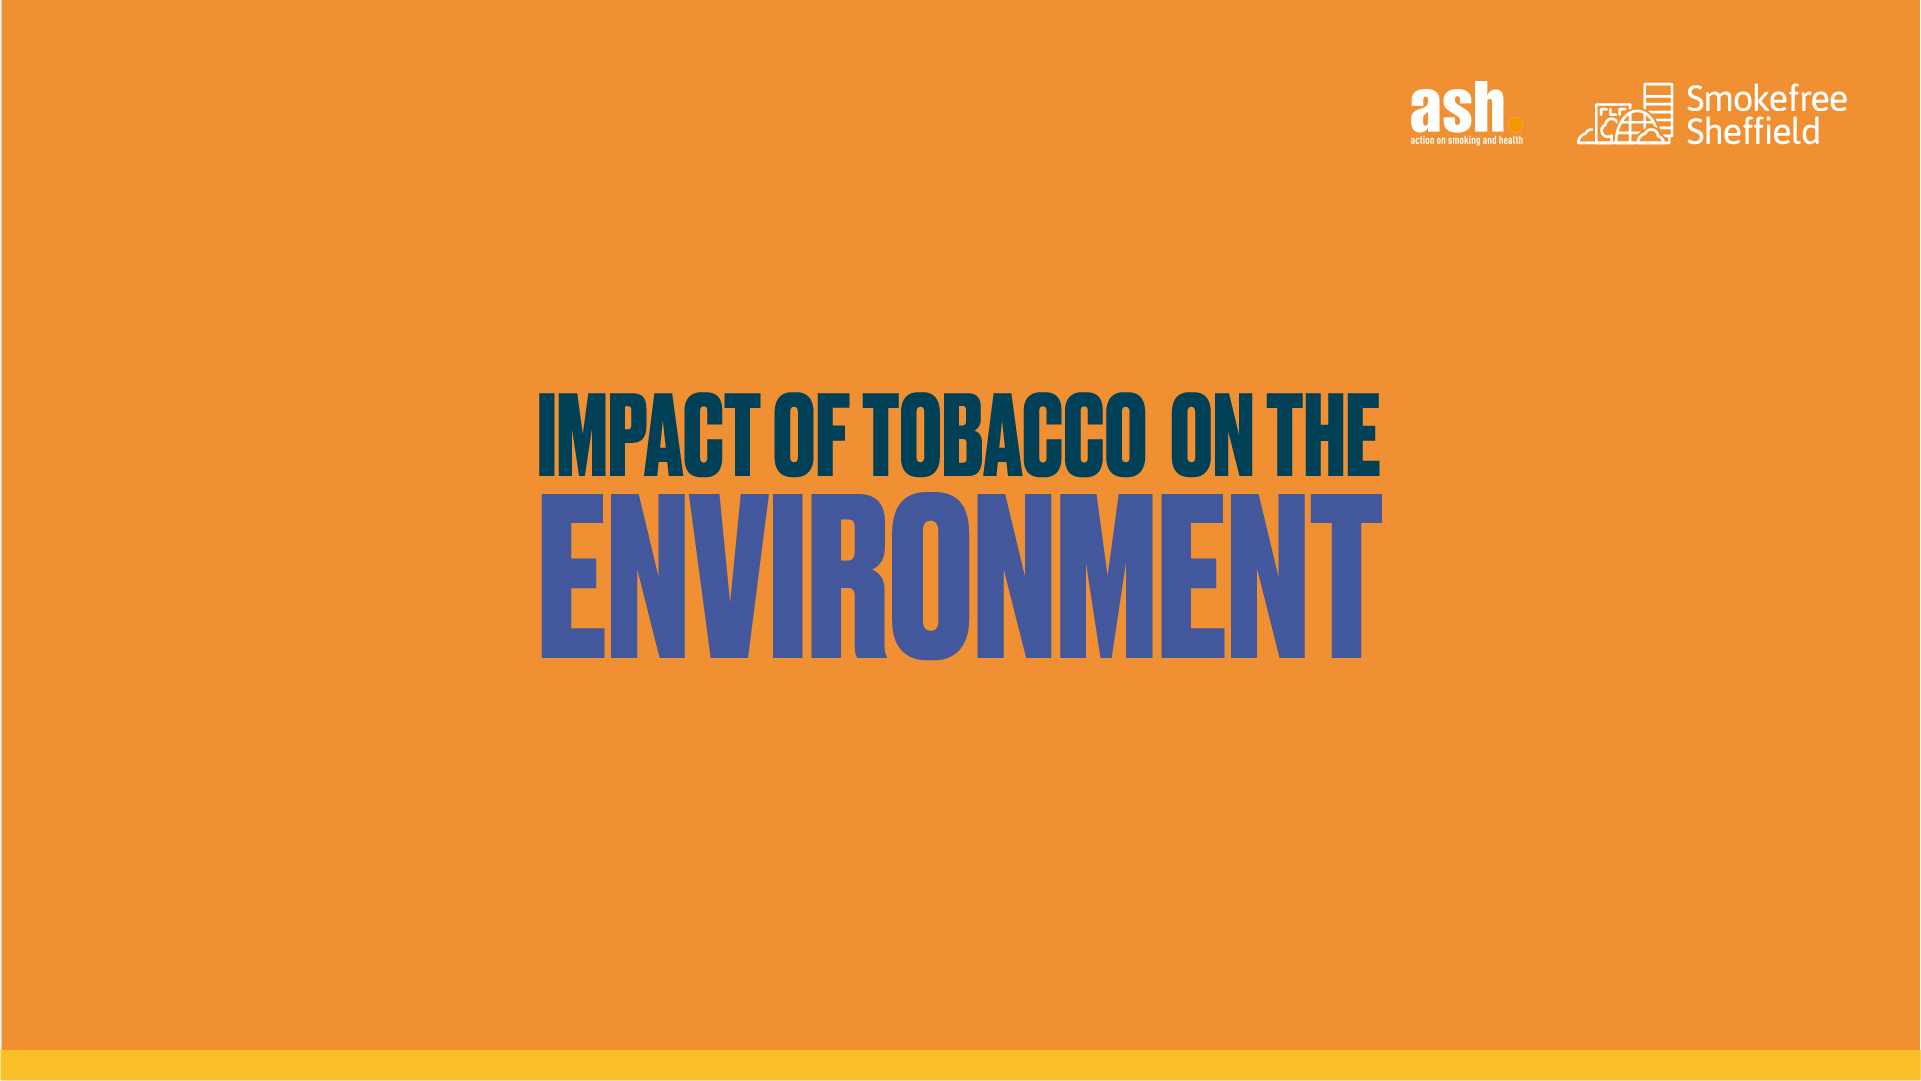 ash.
action on smoking and health
Smokefree
Sheffield
IMPACT OF TOBACCO ON THE
ENVIRONMENT